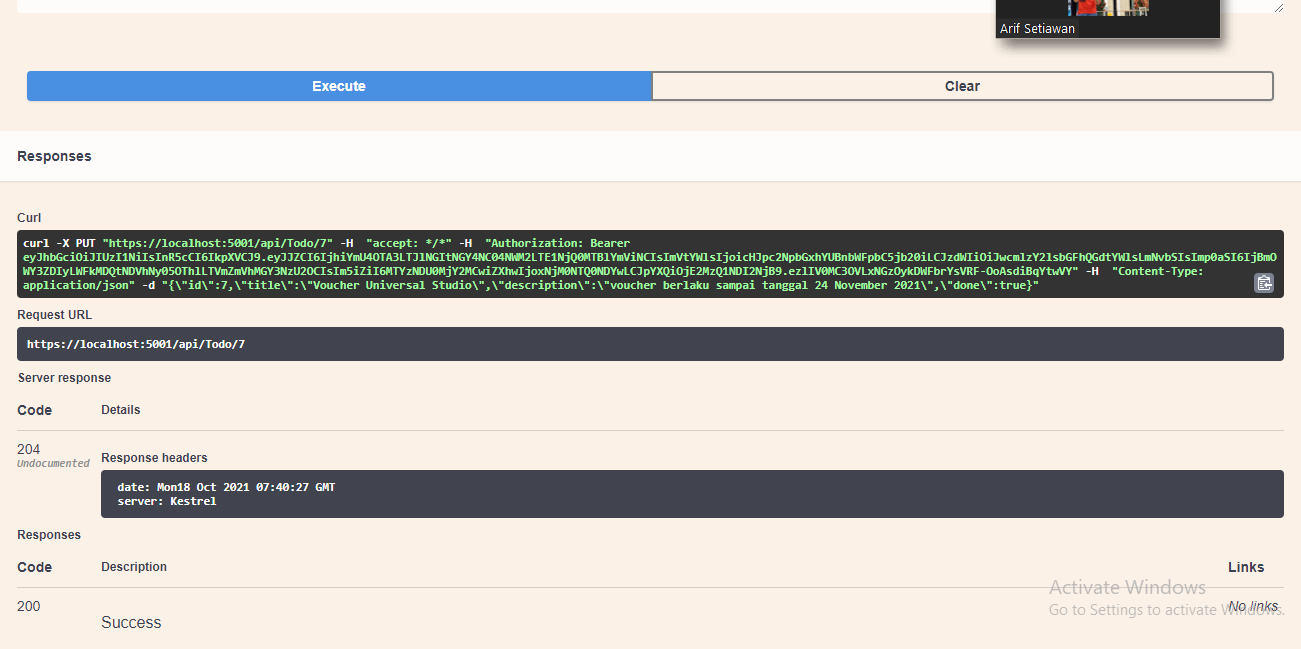 Arif Setiawan
Execute
Clear
Responses
Curl
curl -X PUT "https://localhost:5001/api/Todo/7" -H  "accept: */*" -H  "Authorization: Bearer
application/json" -d "{\"id\":7,\"title\":\"Voucher Universal Studio\",\"description\":\"voucher berlaku sampai tanggal 24 November 2021\",\"done\":true}"
" -H  "Content-Type:
Request URL
https://localhost:5001/api/Todo/7
Server response
Code
Details
204
Undocumented
Response headers
date: Mon18 Oct 2021 07:40:27 GMT
server: Kestrel
Responses
Code
Description
Links
200
Success
No links
Activate Windows
Go to Settings to activate Windows.